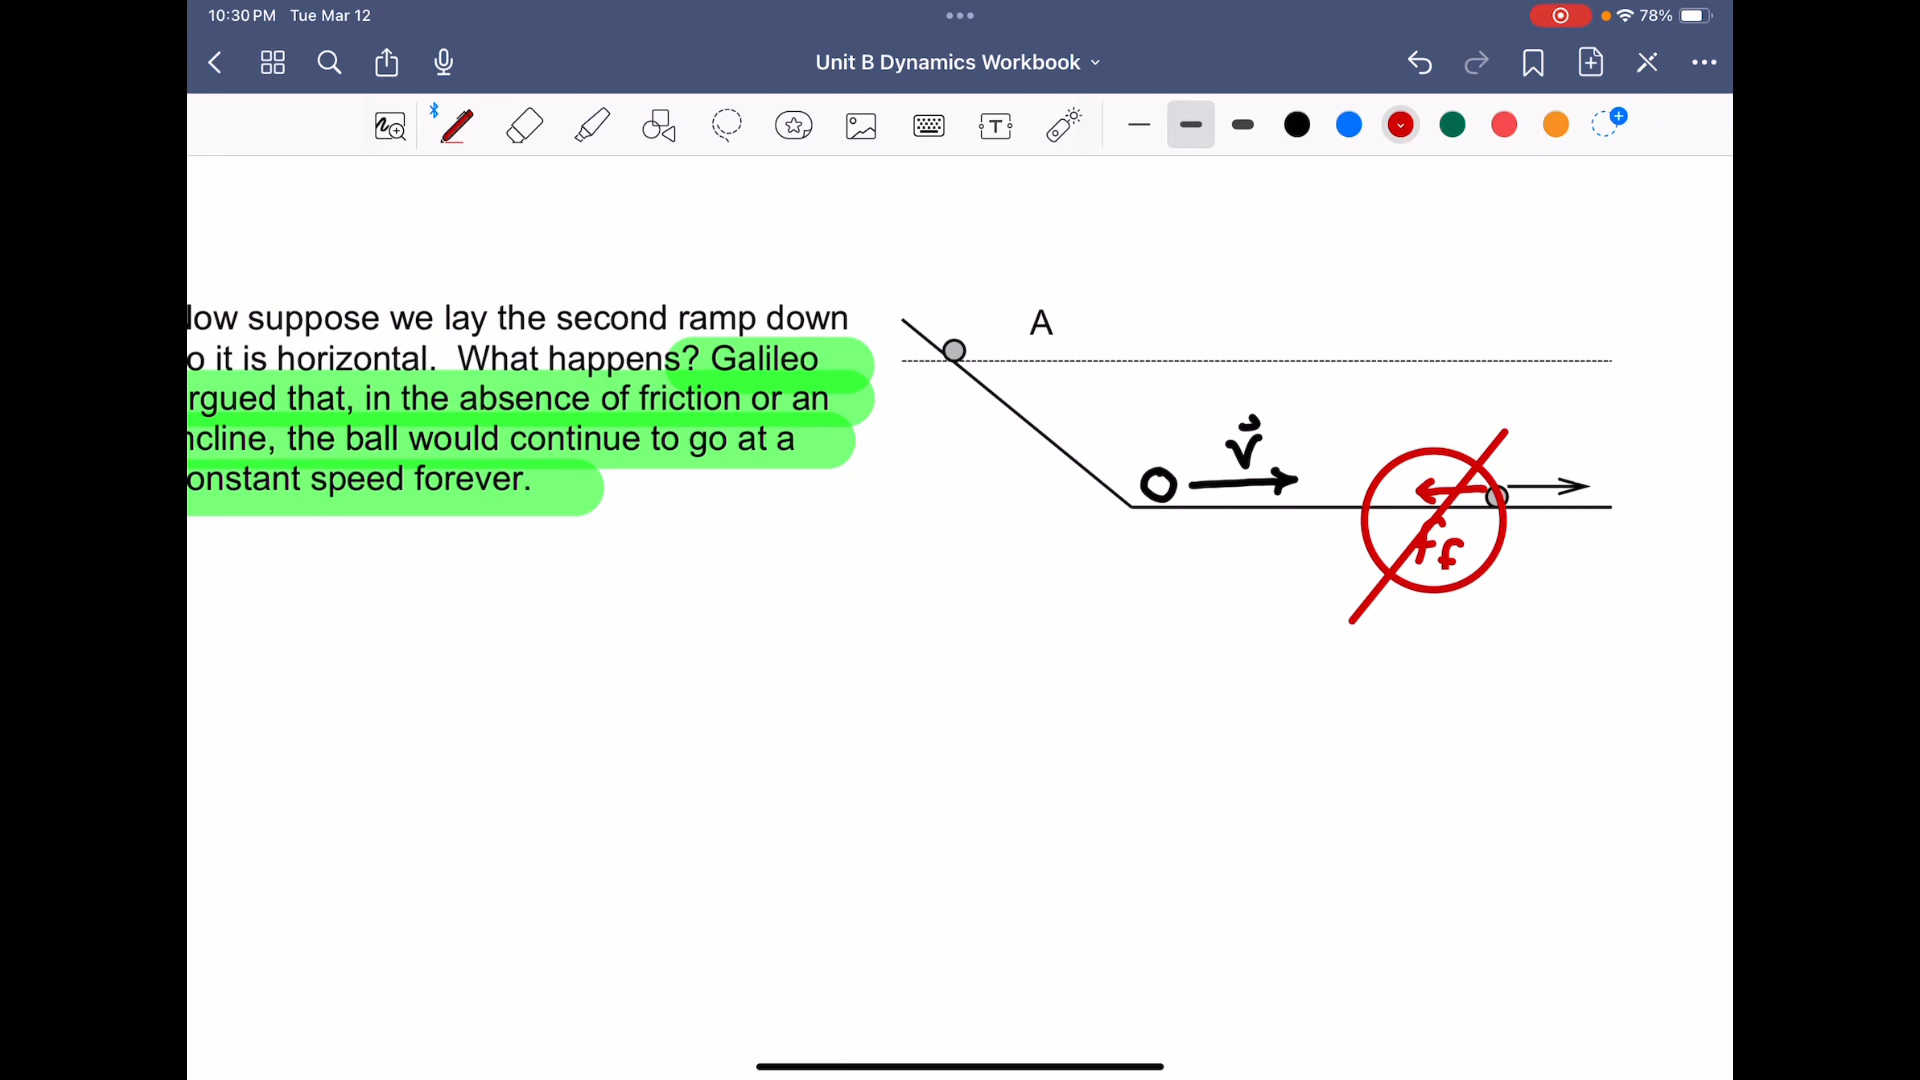 10:30 PM Tue Mar 12
78%
Unit B Dynamics Workbook
T
low suppose we lay the second ramp down
o it is horizontal. What happens? Galileo
rgued that, in the absence of friction or an
ncline, the ball would continue to go at a
onstant speed forever.
A
v
Ff